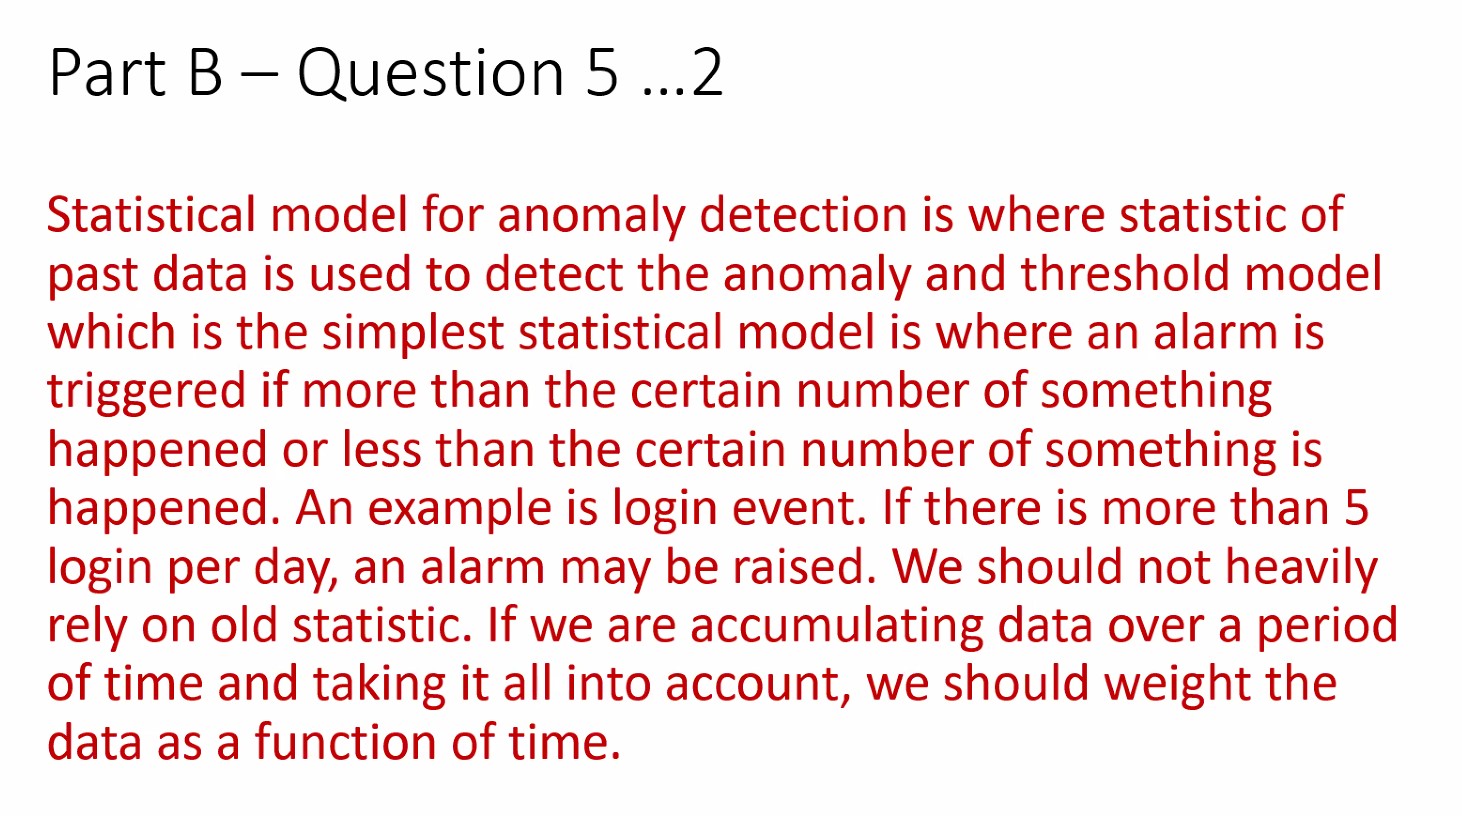 Part B – Question 5 ...2
Statistical model for anomaly detection is where statistic of
past data is used to detect the anomaly and threshold model
which is the simplest statistical model is where an alarm is
triggered if more than the certain number of something
happened or less than the certain number of something is
happened. An example is login event. If there is more than 5
login per day, an alarm may be raised. We should not heavily
rely on old statistic. If we are accumulating data over a period
of time and taking it all into account, we should weight the
data as a function of time.